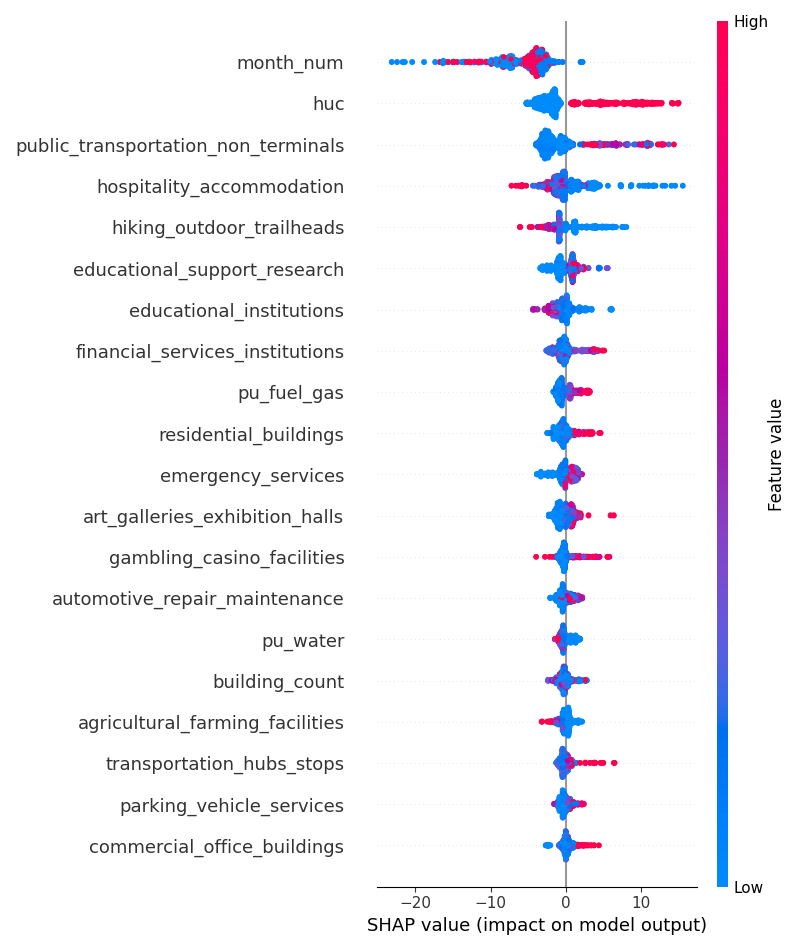 High
month_num
huc
public_transportation_non_terminals
hospitality_accommodation
hiking_outdoor_trailheads
educational_support_research
educational_institutions
financial_services_institutions
pu_fuel_gas
residential_buildings
emergency_services
art_galleries_exhibition_halls
gambling_casino_facilities
automotive_repair_maintenance
pu_water
building_count
agricultural_farming_facilities
transportation_hubs_stops
parking_vehicle_services
commercial_office_buildings
Feature value
Low
−20 −10 0 10
SHAP value (impact on model output)